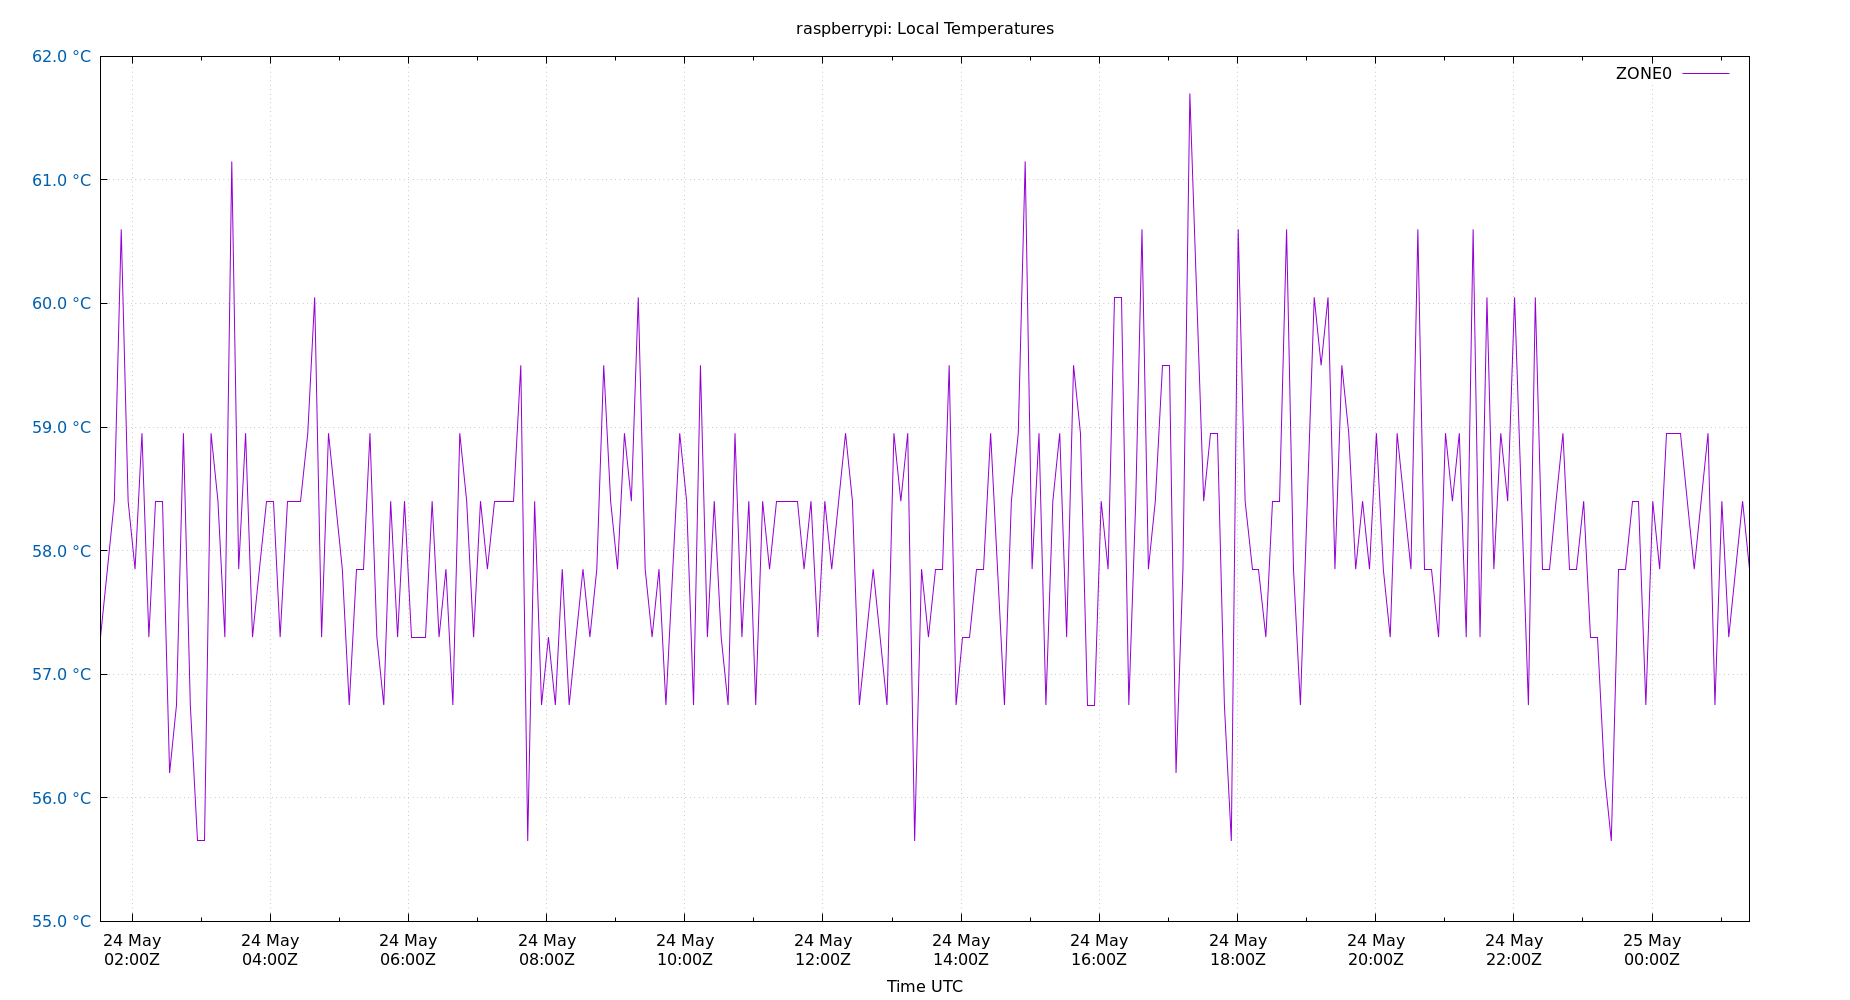 raspberrypi: Local Temperatures
ZONE0
62.0 °C
61.0 °C
60.0 °C
59.0 °C
58.0 °C
57.0 °C
56.0 °C
55.0 °C
24 May 24 May 24 May 24 May 24 May 24 May 24 May 24 May 24 May 24 May 24 May 25 May
02:00Z 04:00Z 06:00Z 08:00Z 10:00Z 12:00Z 14:00Z 16:00Z 18:00Z 20:00Z 22:00Z 00:00Z
Time UTC